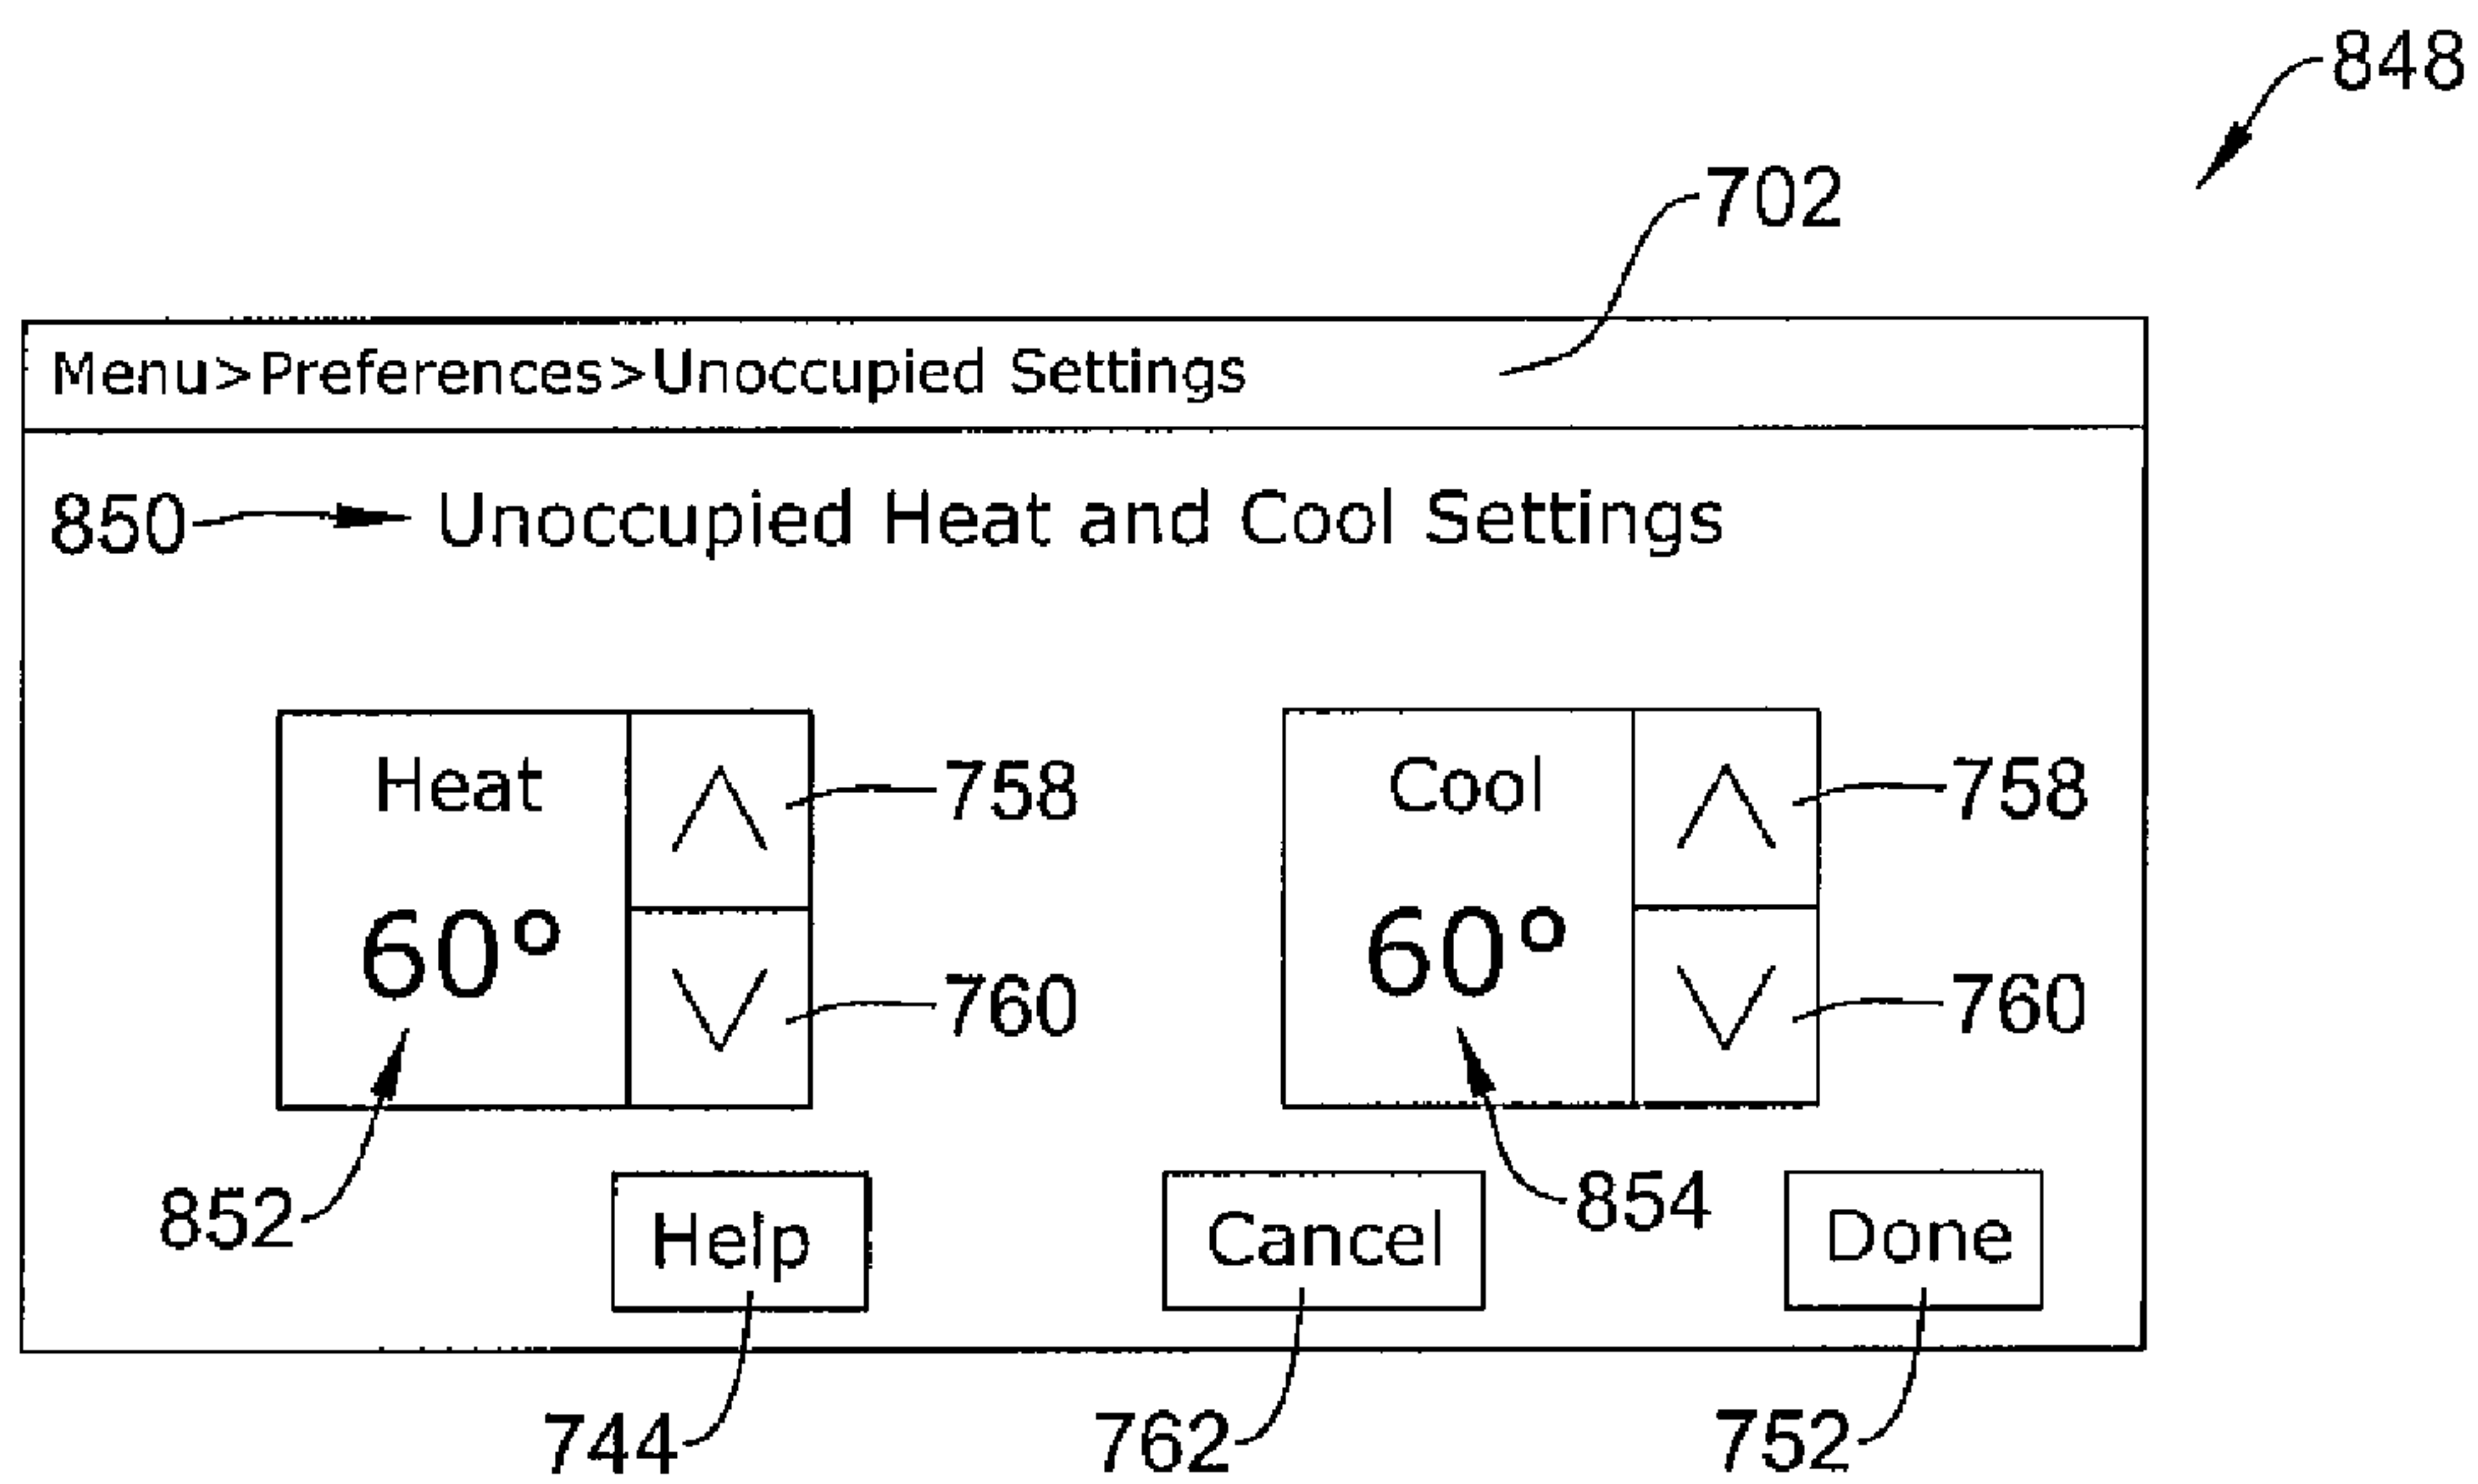 848
702
Menu>Preferences>Unoccupied Settings
850 Unoccupied Heat and Cool Settings
Heat 758 Cool 758
60° 760 60° 760
852 Help Cancel 854 Done
744 762 752